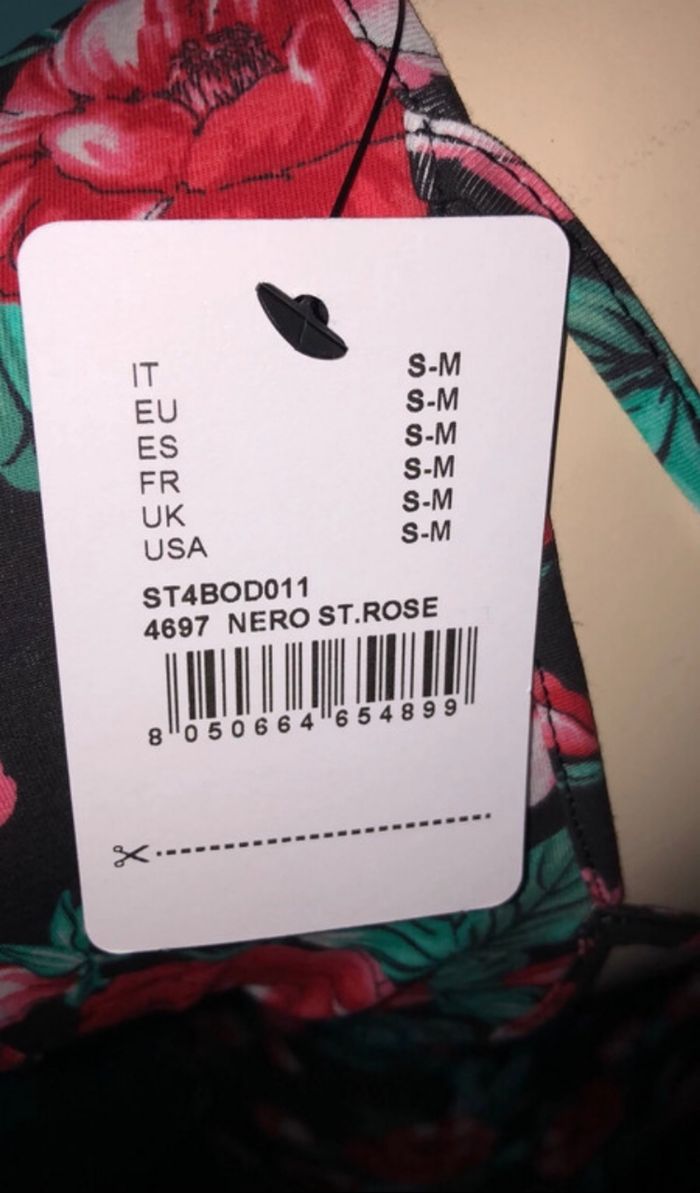 IT S-M
EU S-M
ES S-M
FR S-M
UK S-M
USA S-M
ST4BOD011
4697 NERO ST.ROSE
8 050664 654899